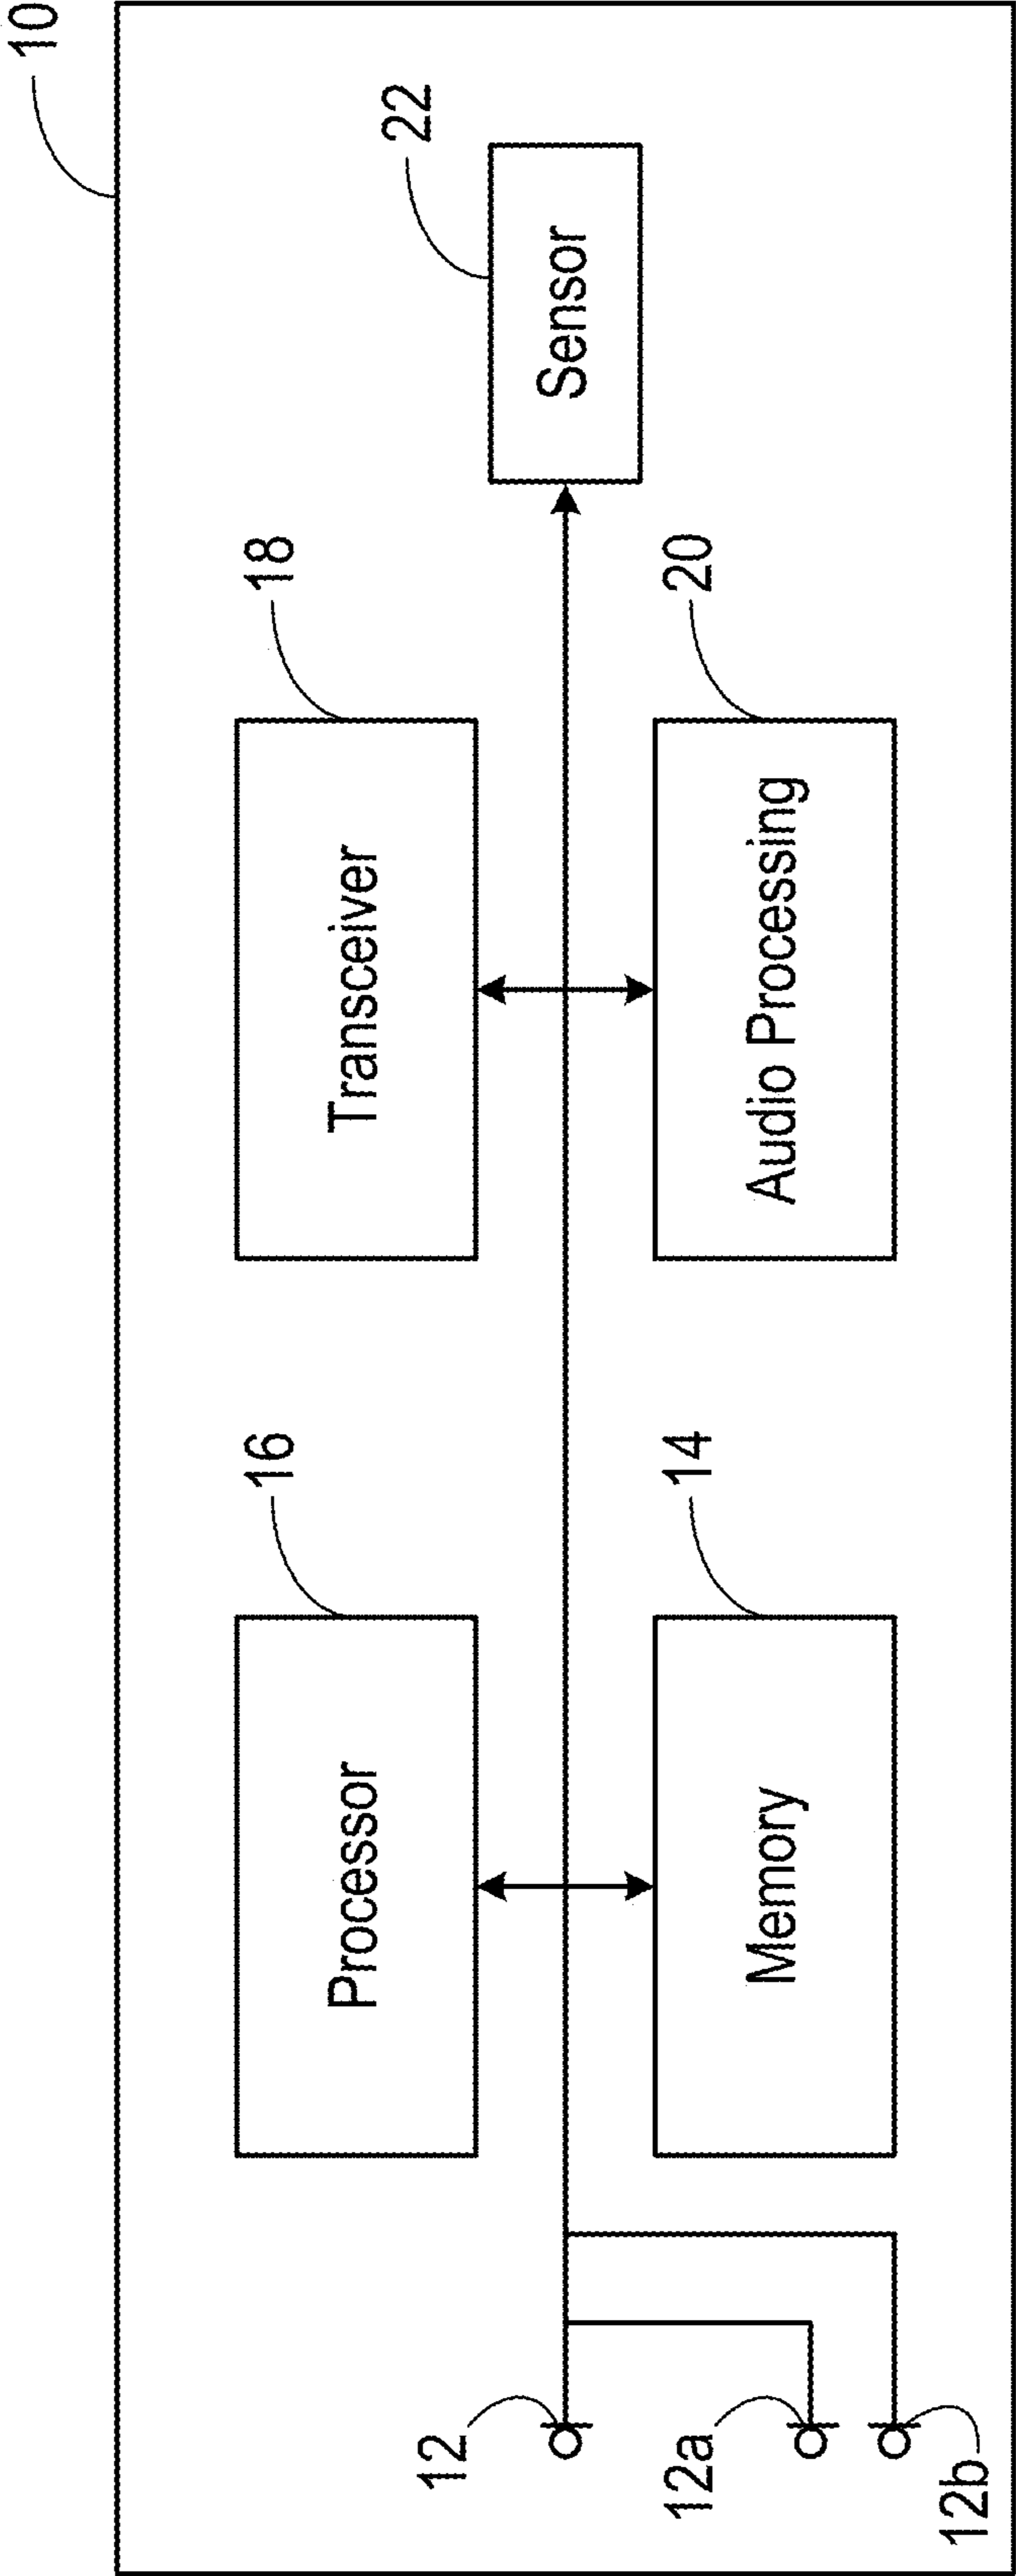 10
16
Processor
18
Transceiver
22
Sensor
12
12a
12b
14
Memory
20
Audio Processing